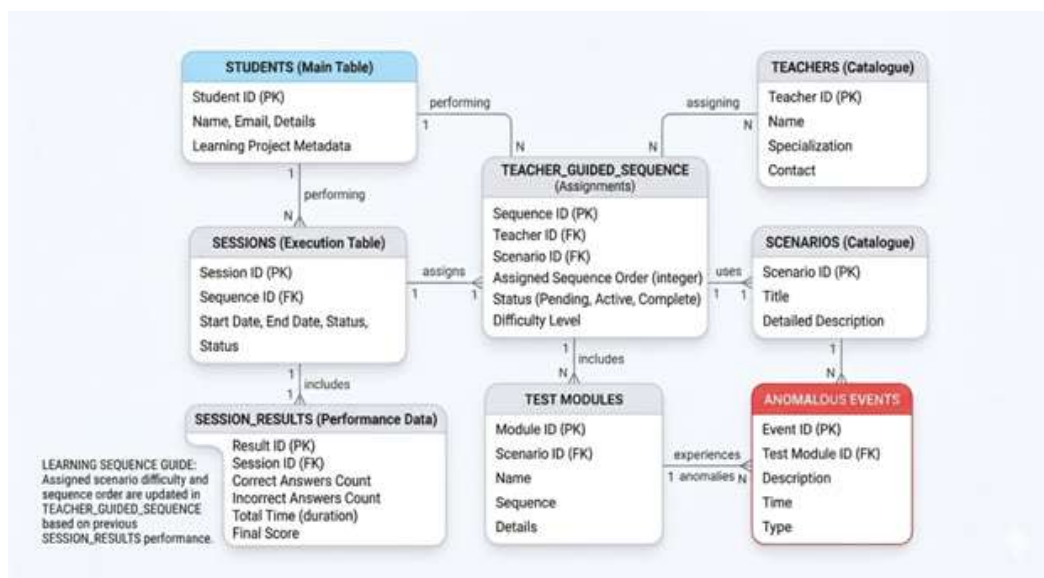 STUDENTS (Main Table)
Student ID (PK)
Name, Email, Details
Learning Project Metadata
performing
1
N
assigning
N
N
TEACHERS (Catalogue)
Teacher ID (PK)
Name
Specialization
Contact
1
performing
N
TEACHER_GUIDED_SEQUENCE
(Assignments)
Sequence ID (PK)
Teacher ID (FK)
Scenario ID (FK)
Assigned Sequence Order (integer)
Status (Pending, Active, Complete)
Difficulty Level
SESSIONS (Execution Table)
Session ID (PK)
Sequence ID (FK)
Start Date, End Date, Status,
Status
assigns
1
1
uses
1
1
SCENARIOS (Catalogue)
Scenario ID (PK)
Title
Detailed Description
1
includes
1
1
includes
N
1
N
SESSION_RESULTS (Performance Data)
Result ID (PK)
Session ID (FK)
Correct Answers Count
Incorrect Answers Count
Total Time (duration)
Final Score
LEARNING SEQUENCE GUIDE:
Assigned scenario difficulty and
sequence order are updated in
TEACHER_GUIDED_SEQUENCE
based on previous
SESSION_RESULTS performance.
TEST MODULES
Module ID (PK)
Scenario ID (FK)
Name
Sequence
Details
experiences
1 anomalies N
ANOMALOUS EVENTS
Event ID (PK)
Test Module ID (FK)
Description
Time
Type